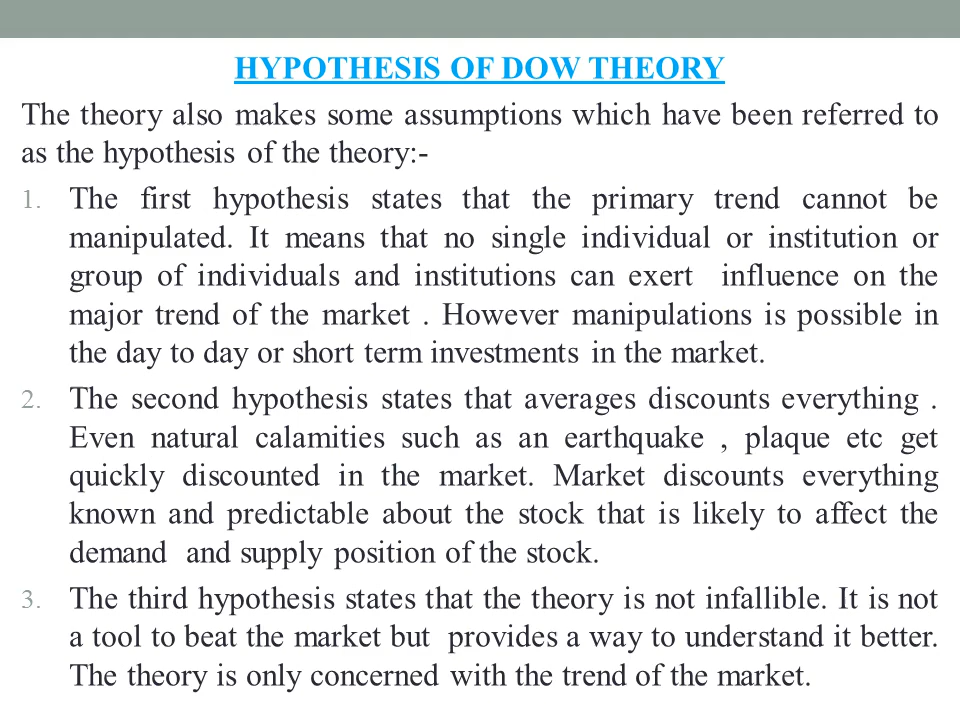 HYPOTHESIS OF DOW THEORY
The theory also makes some assumptions which have been referred to
as the hypothesis of the theory:-
1. The first hypothesis states that the primary trend cannot be
manipulated. It means that no single individual or institution or
group of individuals and institutions can exert influence on the
major trend of the market . However manipulations is possible in
the day to day or short term investments in the market.
2. The second hypothesis states that averages discounts everything .
Even natural calamities such as an earthquake , plaque etc get
quickly discounted in the market. Market discounts everything
known and predictable about the stock that is likely to affect the
demand and supply position of the stock.
3. The third hypothesis states that the theory is not infallible. It is not
a tool to beat the market but provides a way to understand it better.
The theory is only concerned with the trend of the market.